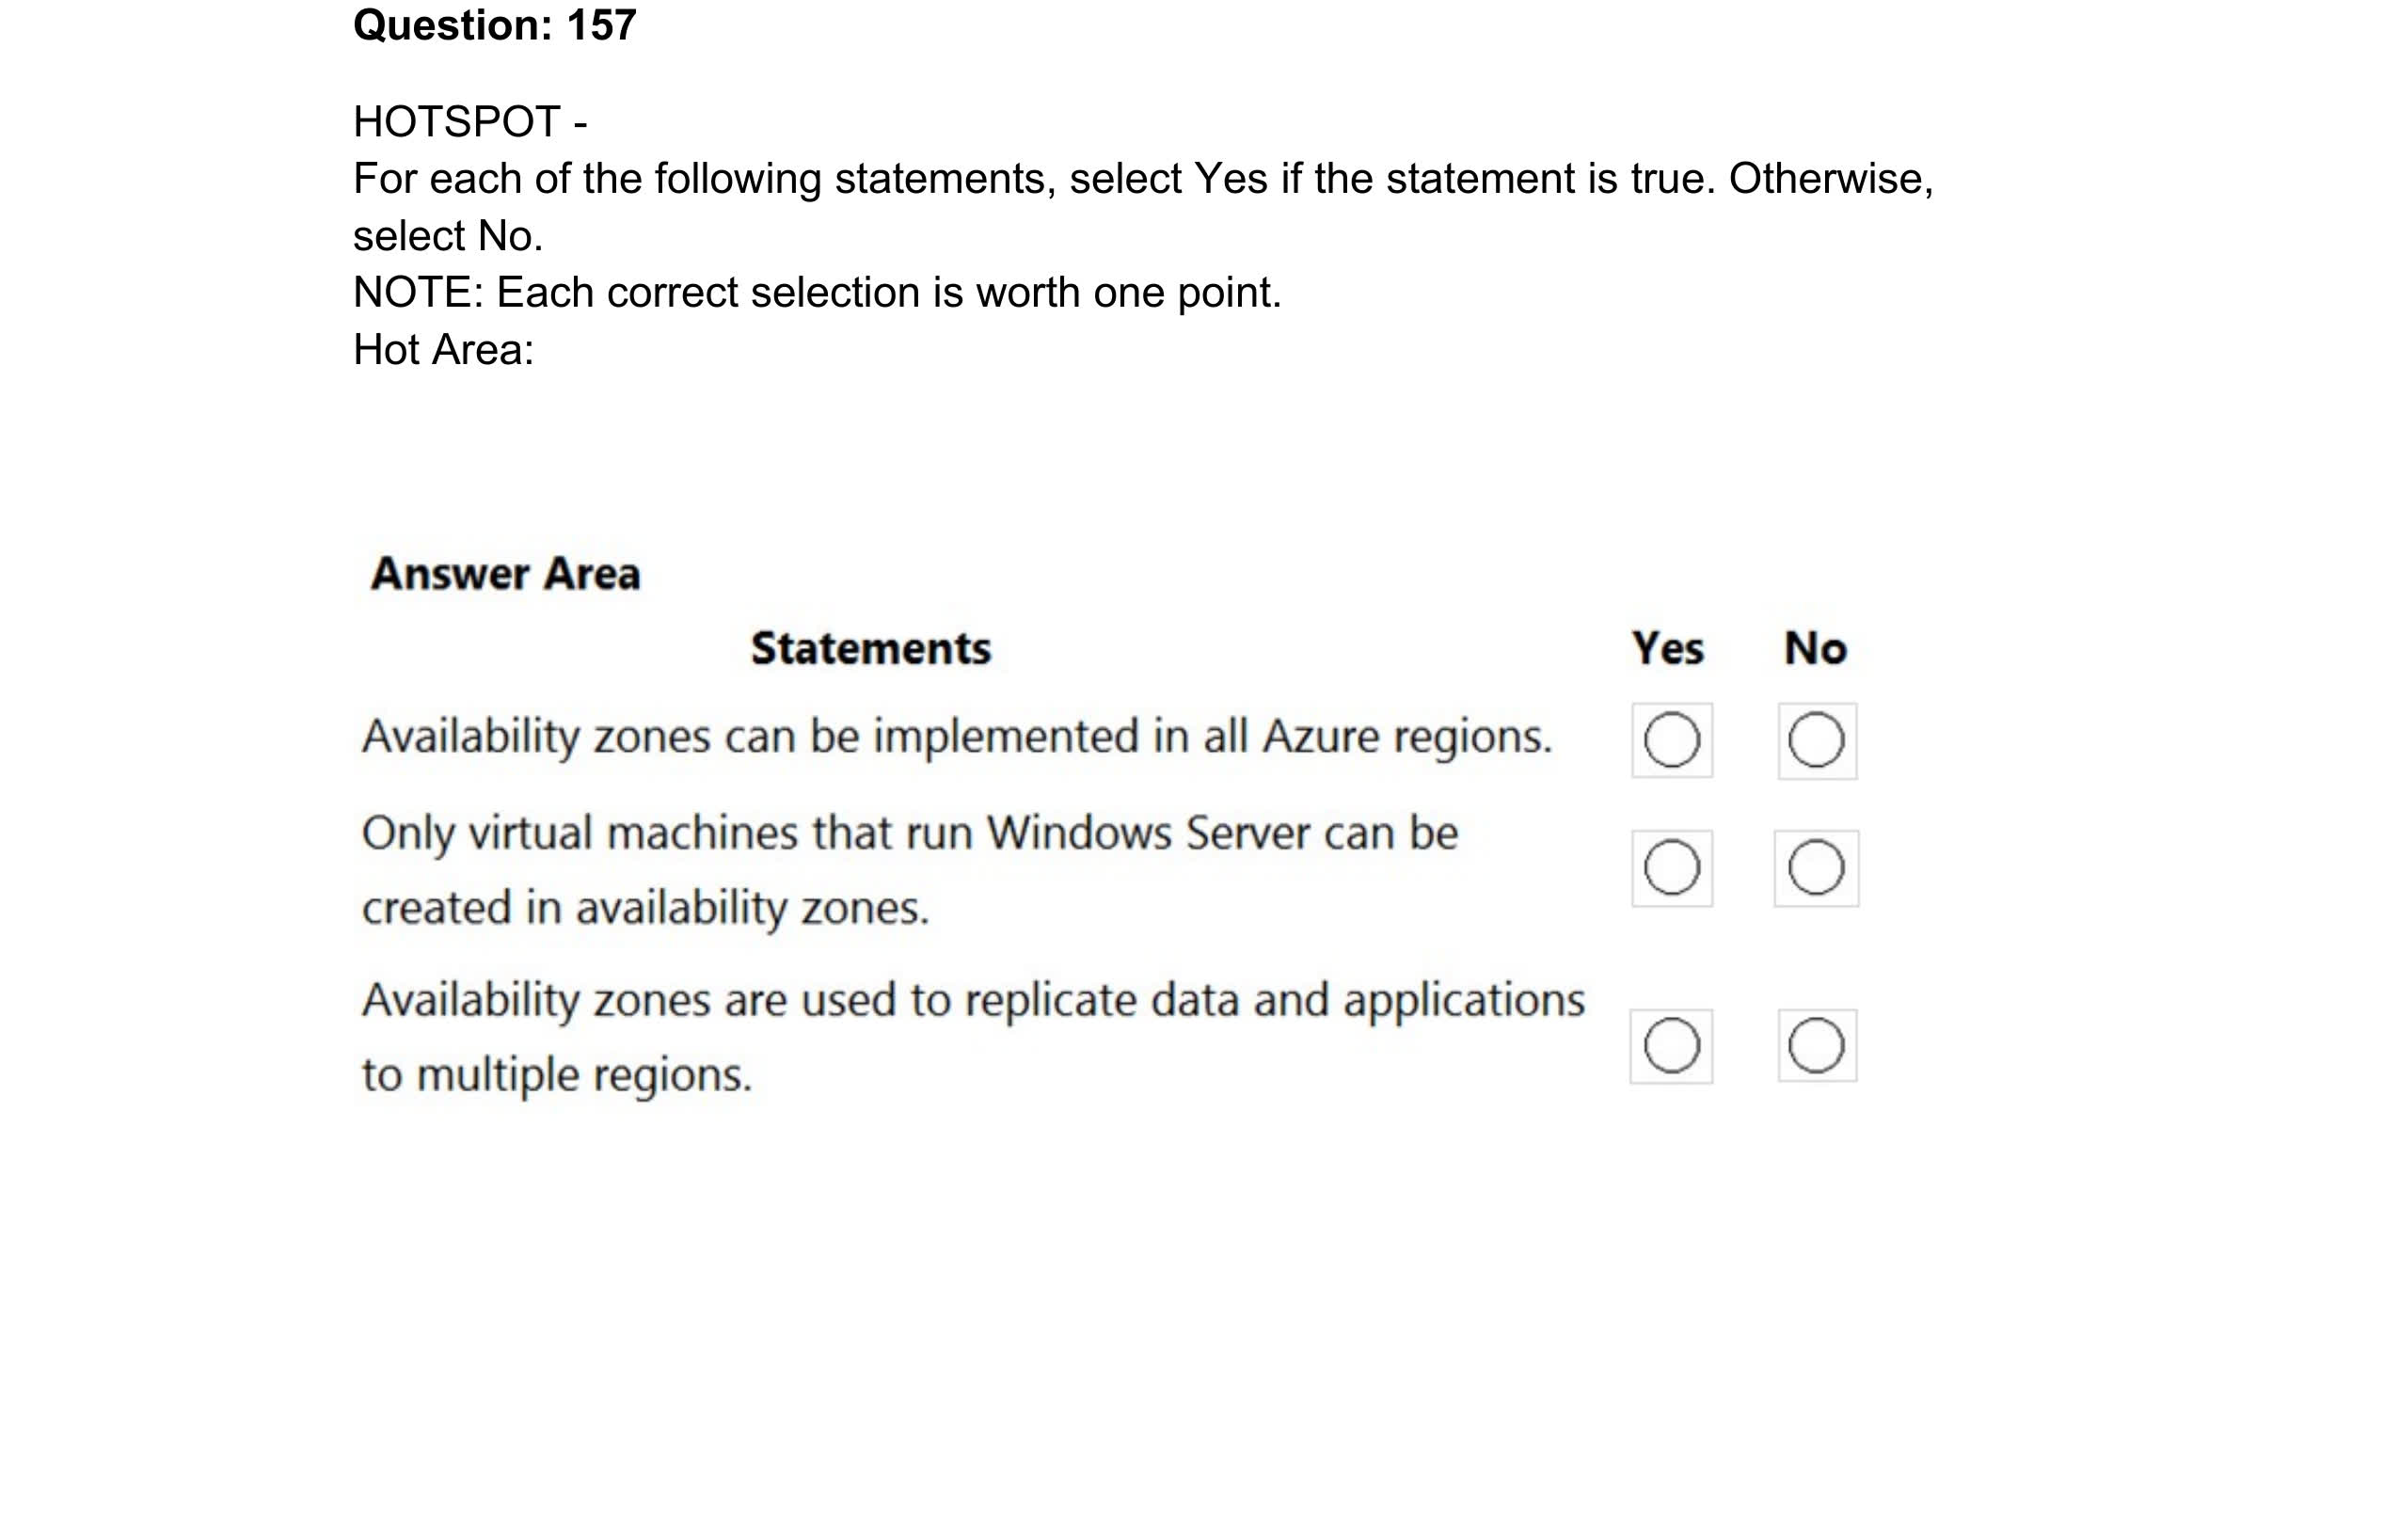 Question: 157
HOTSPOT -
For each of the following statements, select Yes if the statement is true. Otherwise,
select No.
NOTE: Each correct selection is worth one point.
Hot Area:
Answer Area
Statements Yes No
Availability zones can be implemented in all Azure regions.
Only virtual machines that run Windows Server can be
created in availability zones.
Availability zones are used to replicate data and applications
to multiple regions.